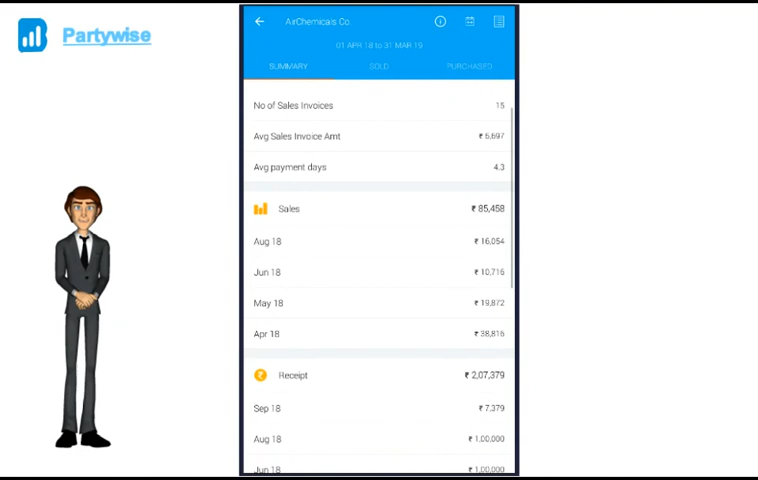 Partywise
AirChemicals Co.
01 APR 18 to 31 MAR 19
SUMMARY SOLD PURCHASED
No of Sales Invoices 15
Avg Sales Invoice Amt ₹ 5,697
Avg payment days 4.3
Sales ₹ 85,458
Aug 18 ₹ 16,054
Jun 18 ₹ 10,716
May 18 ₹ 19,872
Apr 18 ₹ 38,816
Receipt ₹ 2,07,379
Sep 18 ₹ 7,379
Aug 18 ₹ 1,00,000
Jun 18 ₹ 1,00,000